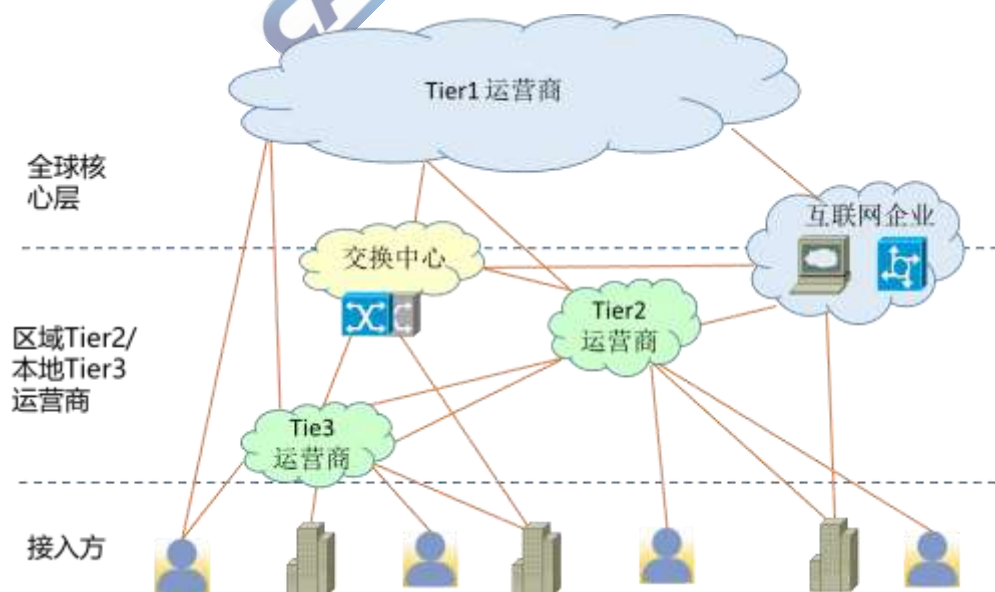 Tier1 运营商
全球核
心层
互联网企业
交换中心
区域Tier2/
本地Tier3
运营商
Tier2
运营商
Tie3
运营商
接入方